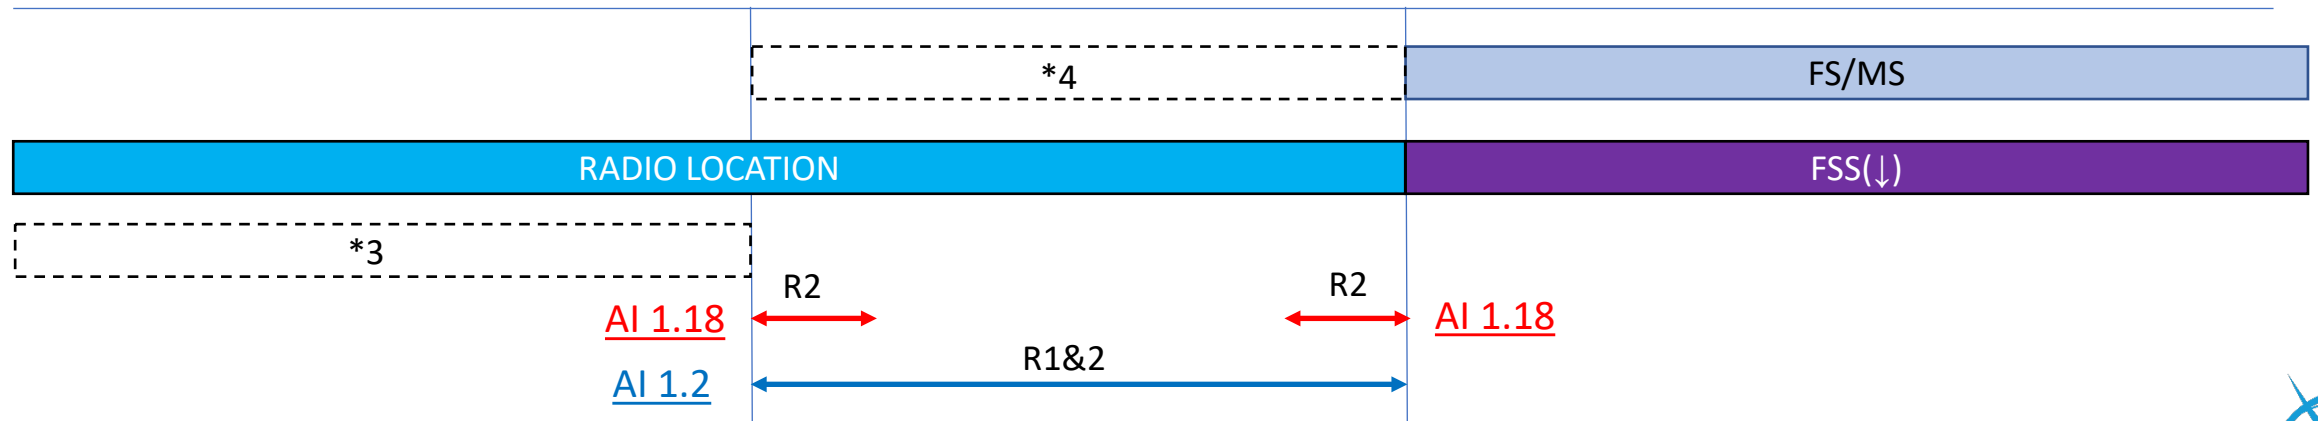 *4
FS/MS
RADIO LOCATION
FSS(↓)
*3
R2
R2
AI 1.18
AI 1.18
R1&2
AI 1.2